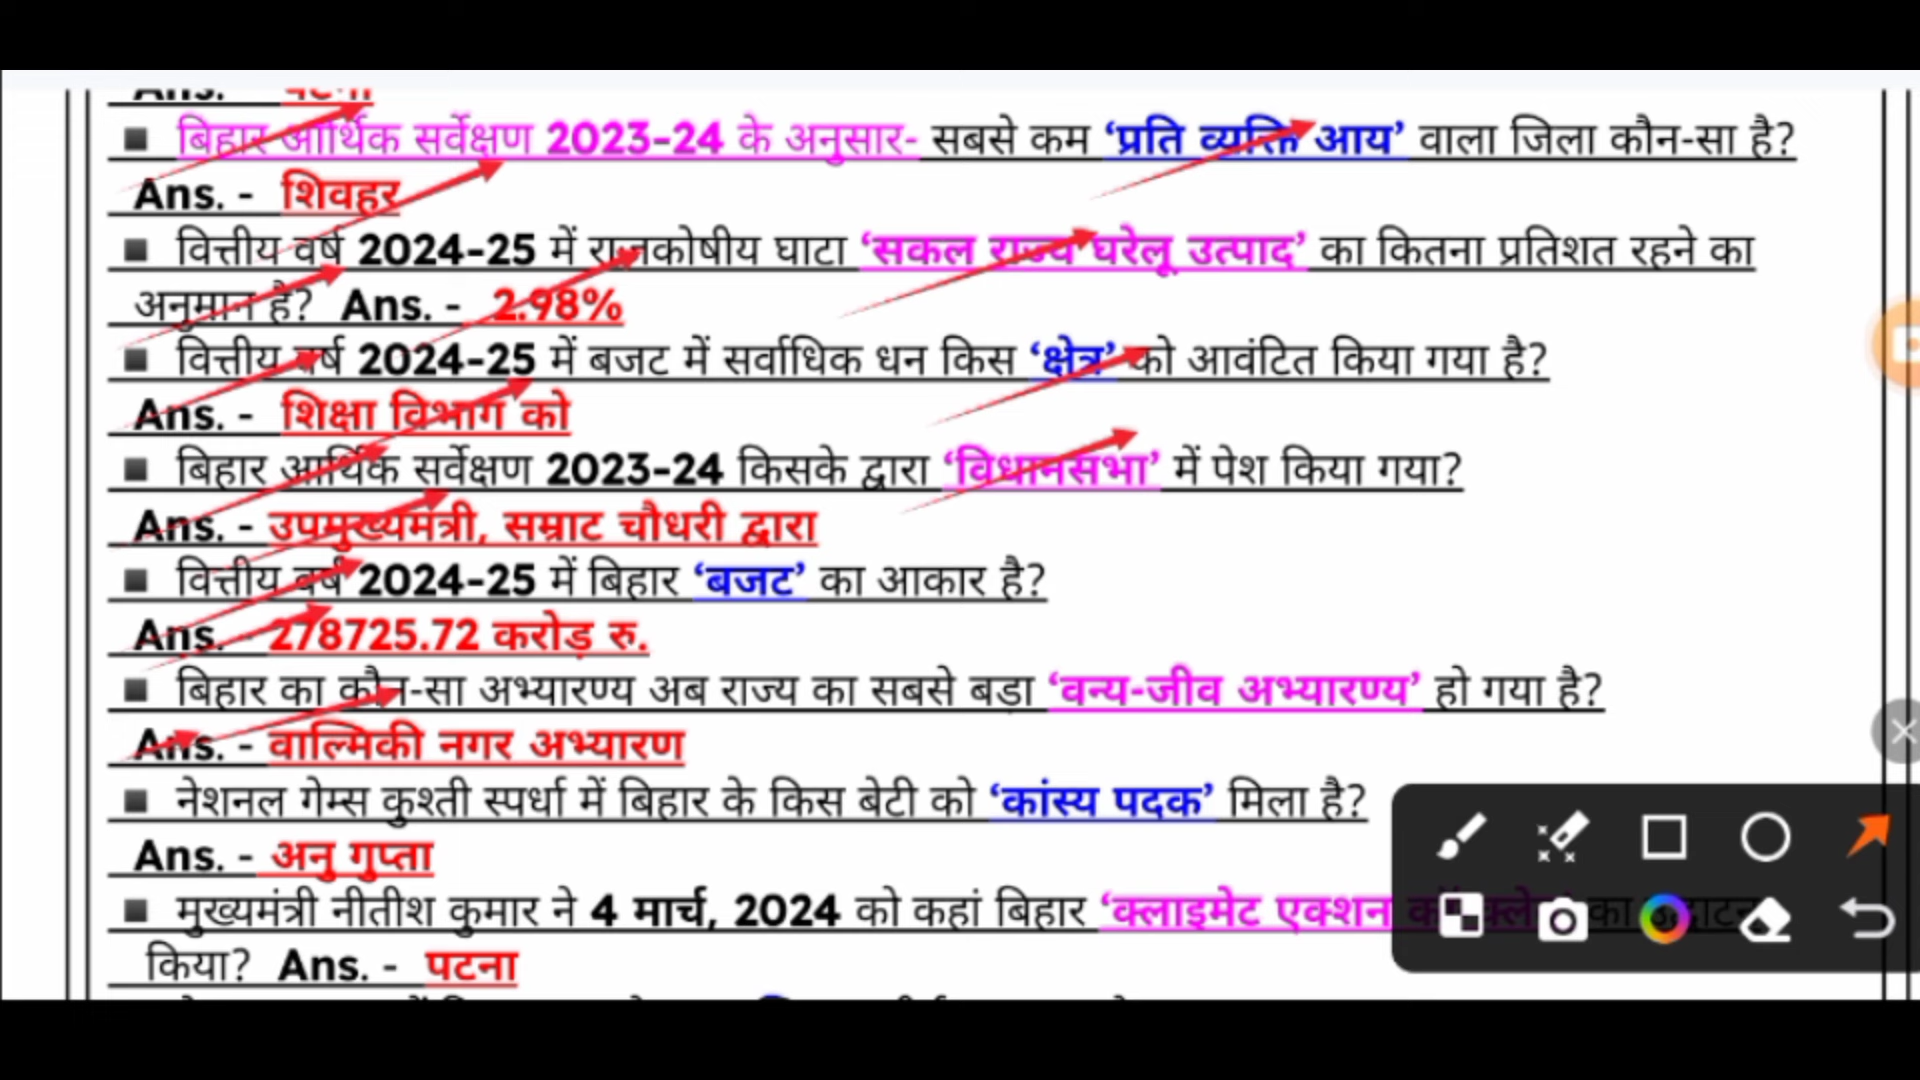 Ans. - पटना
▪ बिहार आर्थिक सर्वेक्षण 2023-24 के अनुसार- सबसे कम ‘प्रति व्यक्ति आय’ वाला जिला कौन-सा है?
Ans. - शिवहर
▪ वित्तीय वर्ष 2024-25 में राजकोषीय घाटा ‘सकल राज्य घरेलू उत्पाद’ का कितना प्रतिशत रहने का
अनुमान है? Ans. - 2.98%
▪ वित्तीय वर्ष 2024-25 में बजट में सर्वाधिक धन किस ‘क्षेत्र’ को आवंटित किया गया है?
Ans. - शिक्षा विभाग को
▪ बिहार आर्थिक सर्वेक्षण 2023-24 किसके द्वारा ‘विधानसभा’ में पेश किया गया?
Ans. - उपमुख्यमंत्री, सम्राट चौधरी द्वारा
▪ वित्तीय वर्ष 2024-25 में बिहार ‘बजट’ का आकार है?
Ans. - 278725.72 करोड़ रु.
▪ बिहार का कौन-सा अभ्यारण्य अब राज्य का सबसे बड़ा ‘वन्य-जीव अभ्यारण्य’ हो गया है?
Ans. - वाल्मिकी नगर अभ्यारण
▪ नेशनल गेम्स कुश्ती स्पर्धा में बिहार के किस बेटी को ‘कांस्य पदक’ मिला है?
Ans. - अनु गुप्ता
▪ मुख्यमंत्री नीतीश कुमार ने 4 मार्च, 2024 को कहां बिहार ‘क्लाइमेट एक्शन का
किया? Ans. - पटना